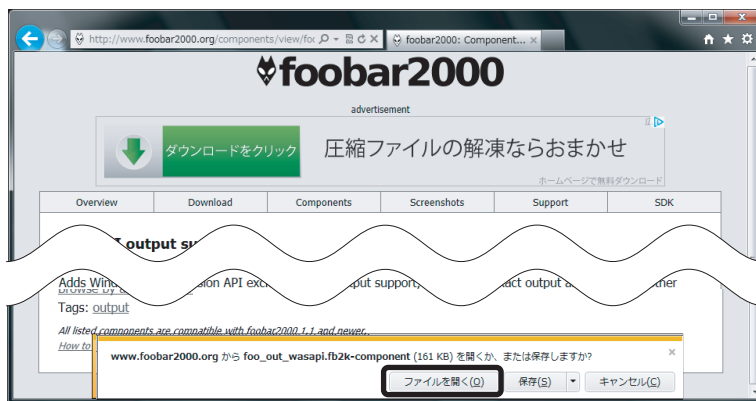 http://www.foobar2000.org/components/view/foo
foobar2000: Component...
foobar2000
advertisement
ダウンロードをクリック
圧縮ファイルの解凍ならおまかせ
ホームページで無料ダウンロード
Overview Download Components Screenshots Support SDK
output su
Adds Wind sion API exc put support, act output a ther
Tags: output
All listed components are compatible with foobar2000 1.1 and newer.
How to
www.foobar2000.org から foo_out_wasapi.fb2k-component (161 KB) を開くか、または保存しますか?
ファイルを開く(O) 保存(S) キャンセル(C)